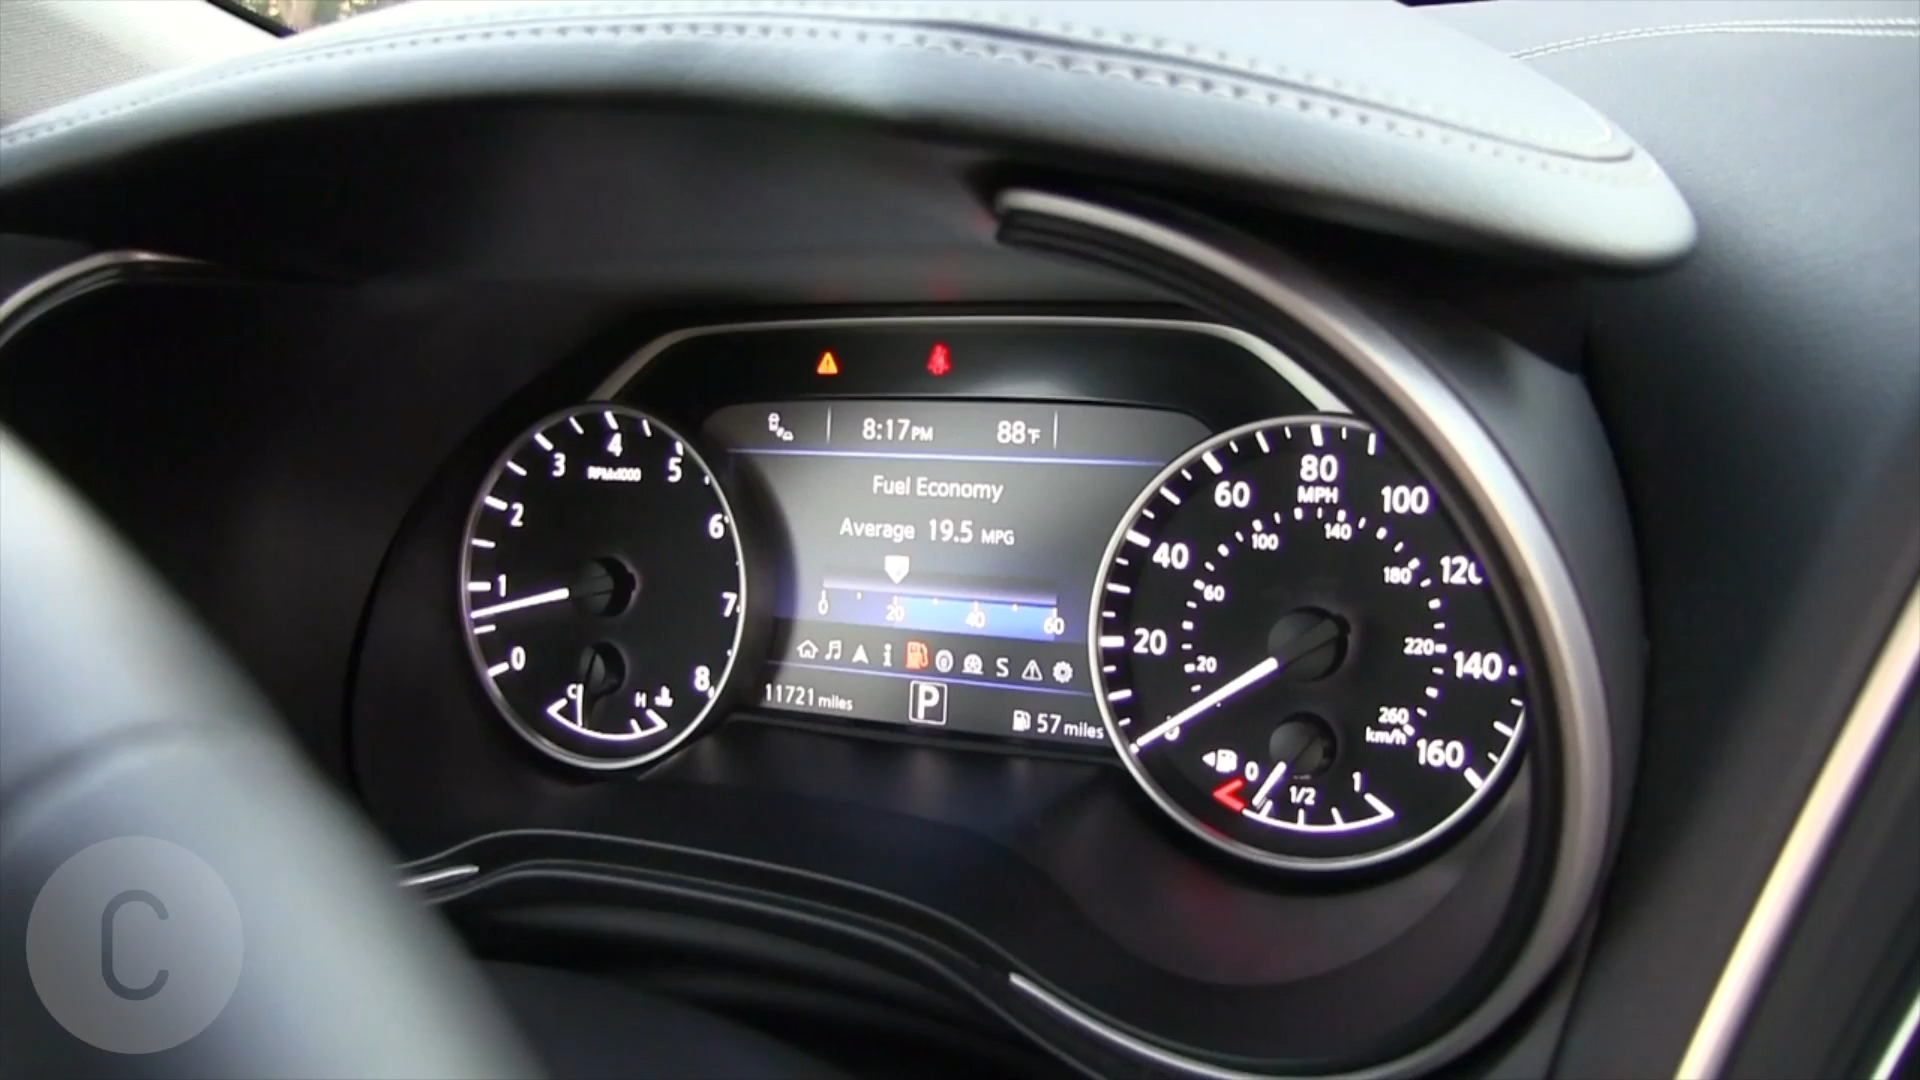 8:17PM 88°F
Fuel Economy
Average 19.5 MPG
0 20 40 60
i S
11721 miles P 57 miles
0 1 2 3 4 5 6 7 8
RPMx1000
C H
0 20 40 60 80 100 120 140 160
MPH
20 60 100 140 180 220 260
km/h
0 1/2 1
C